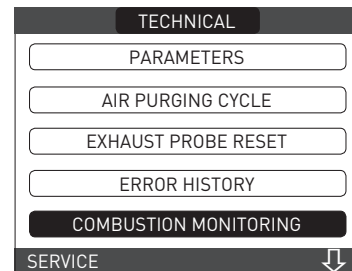 TECHNICAL
PARAMETERS
AIR PURGING CYCLE
EXHAUST PROBE RESET
ERROR HISTORY
COMBUSTION MONITORING
SERVICE